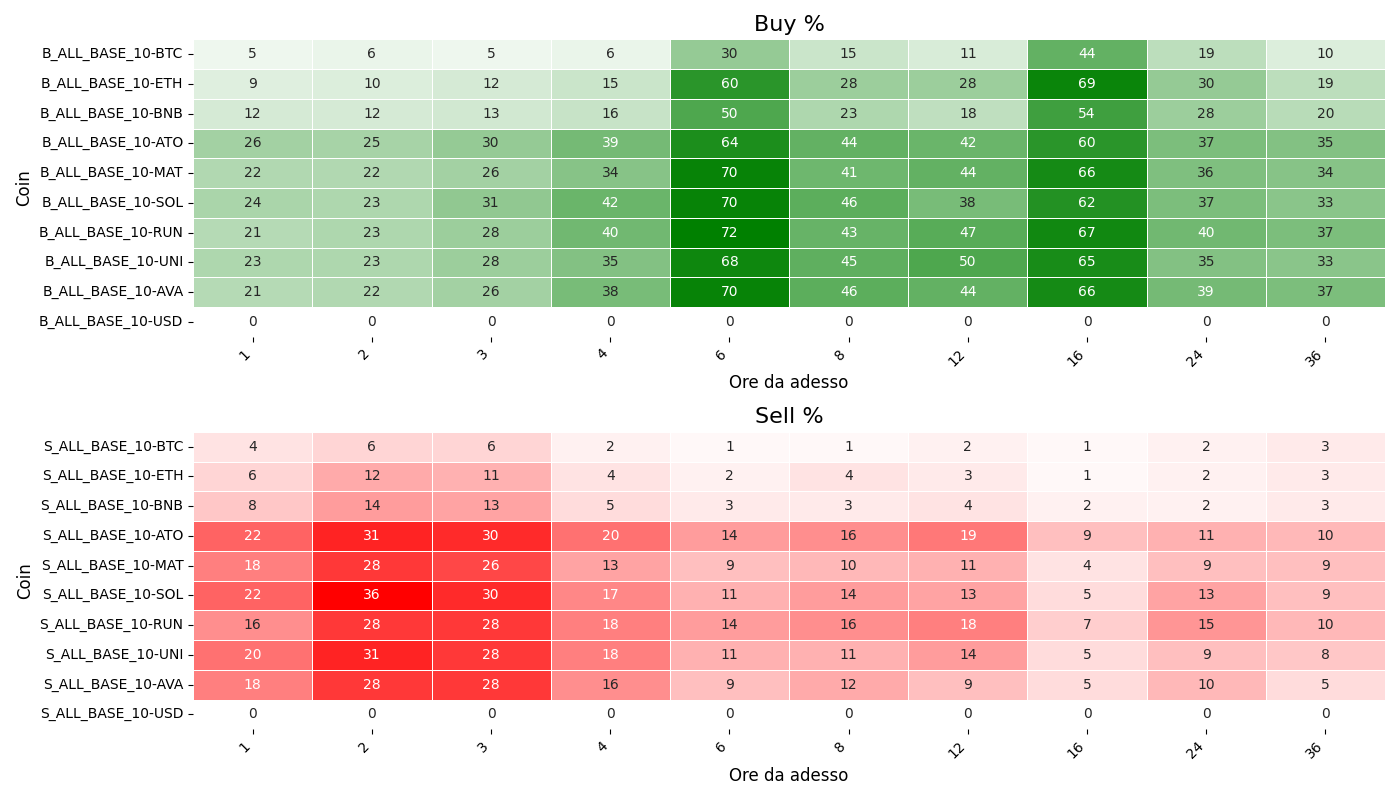 Buy %
Coin
B_ALL_BASE_10-BTC 5 6 5 6 30 15 11 44 19 10
B_ALL_BASE_10-ETH 9 10 12 15 60 28 28 69 30 19
B_ALL_BASE_10-BNB 12 12 13 16 50 23 18 54 28 20
B_ALL_BASE_10-ATO 26 25 30 39 64 44 42 60 37 35
B_ALL_BASE_10-MAT 22 22 26 34 70 41 44 66 36 34
B_ALL_BASE_10-SOL 24 23 31 42 70 46 38 62 37 33
B_ALL_BASE_10-RUN 21 23 28 40 72 43 47 67 40 37
B_ALL_BASE_10-UNI 23 23 28 35 68 45 50 65 35 33
B_ALL_BASE_10-AVA 21 22 26 38 70 46 44 66 39 37
B_ALL_BASE_10-USD 0 0 0 0 0 0 0 0 0 0
1 2 3 4 6 8 12 16 24 36
Ore da adesso
Sell %
Coin
S_ALL_BASE_10-BTC 4 6 6 2 1 1 2 1 2 3
S_ALL_BASE_10-ETH 6 12 11 4 2 4 3 1 2 3
S_ALL_BASE_10-BNB 8 14 13 5 3 3 4 2 2 3
S_ALL_BASE_10-ATO 22 31 30 20 14 16 19 9 11 10
S_ALL_BASE_10-MAT 18 28 26 13 9 10 11 4 9 9
S_ALL_BASE_10-SOL 22 36 30 17 11 14 13 5 13 9
S_ALL_BASE_10-RUN 16 28 28 18 14 16 18 7 15 10
S_ALL_BASE_10-UNI 20 31 28 18 11 11 14 5 9 8
S_ALL_BASE_10-AVA 18 28 28 16 9 12 9 5 10 5
S_ALL_BASE_10-USD 0 0 0 0 0 0 0 0 0 0
1 2 3 4 6 8 12 16 24 36
Ore da adesso